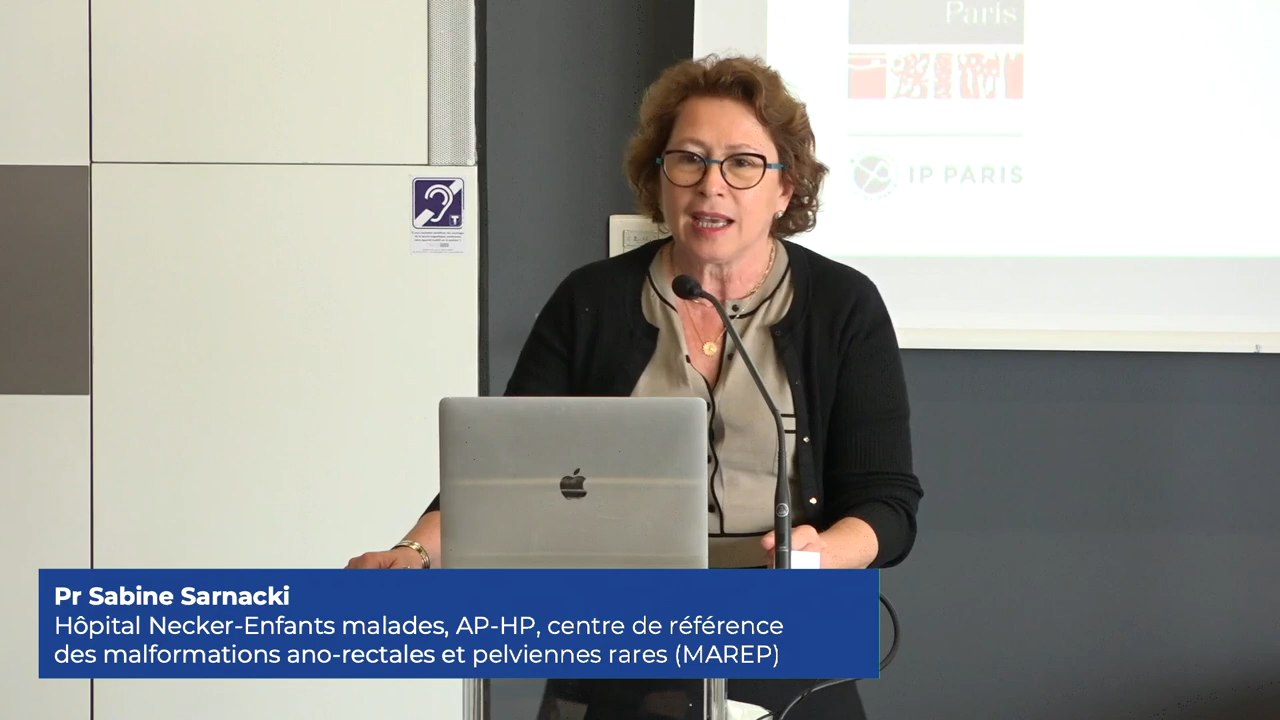 Paris
IP PARIS
T
Pr Sabine Sarnacki
Hôpital Necker-Enfants malades, AP-HP, centre de référence
des malformations ano-rectales et pelviennes rares (MAREP)